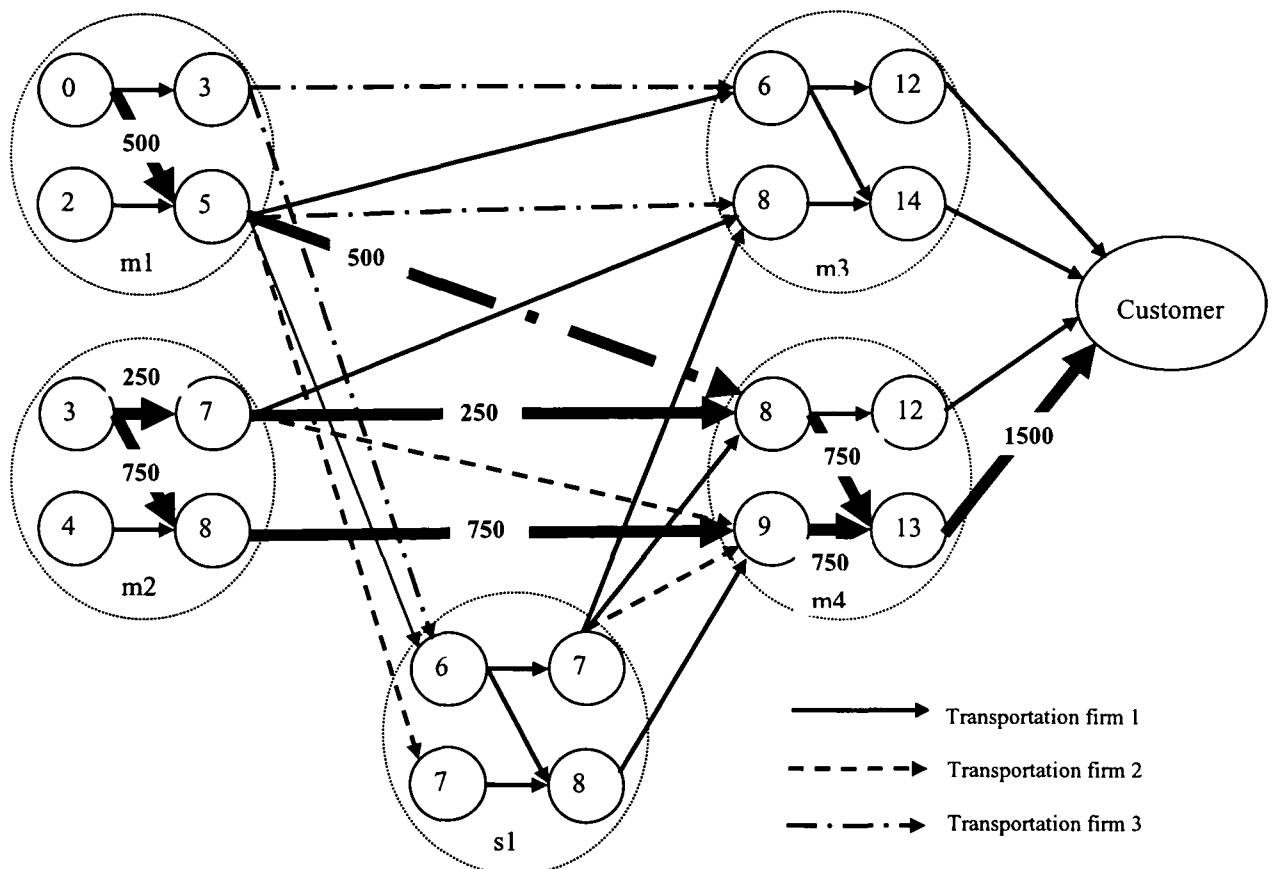 0 3
500
2 5
m1
6 12
8 14
m3
500
Customer
250
3 7
750
4 8
m2
250
750
8 12
750
9 13
750
m4
1500
6 7
7 8
s1
Transportation firm 1
Transportation firm 2
Transportation firm 3